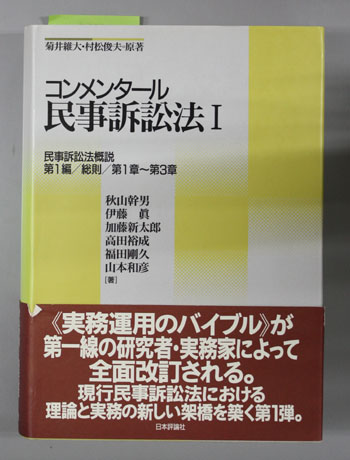 菊井維大・村松俊夫=原著
コンメンタール
民事訴訟法Ⅰ
民事訴訟法概説
第1編/総則/第1章~第3章
秋山幹男
伊藤 眞
加藤新太郎
高田裕成
福田剛久
山本和彦
[著]
《実務運用のバイブル》が
第一線の研究者・実務家によって
全面改訂される。
現行民事訴訟法における
理論と実務の新しい架橋を築く第1弾。
日本評論社